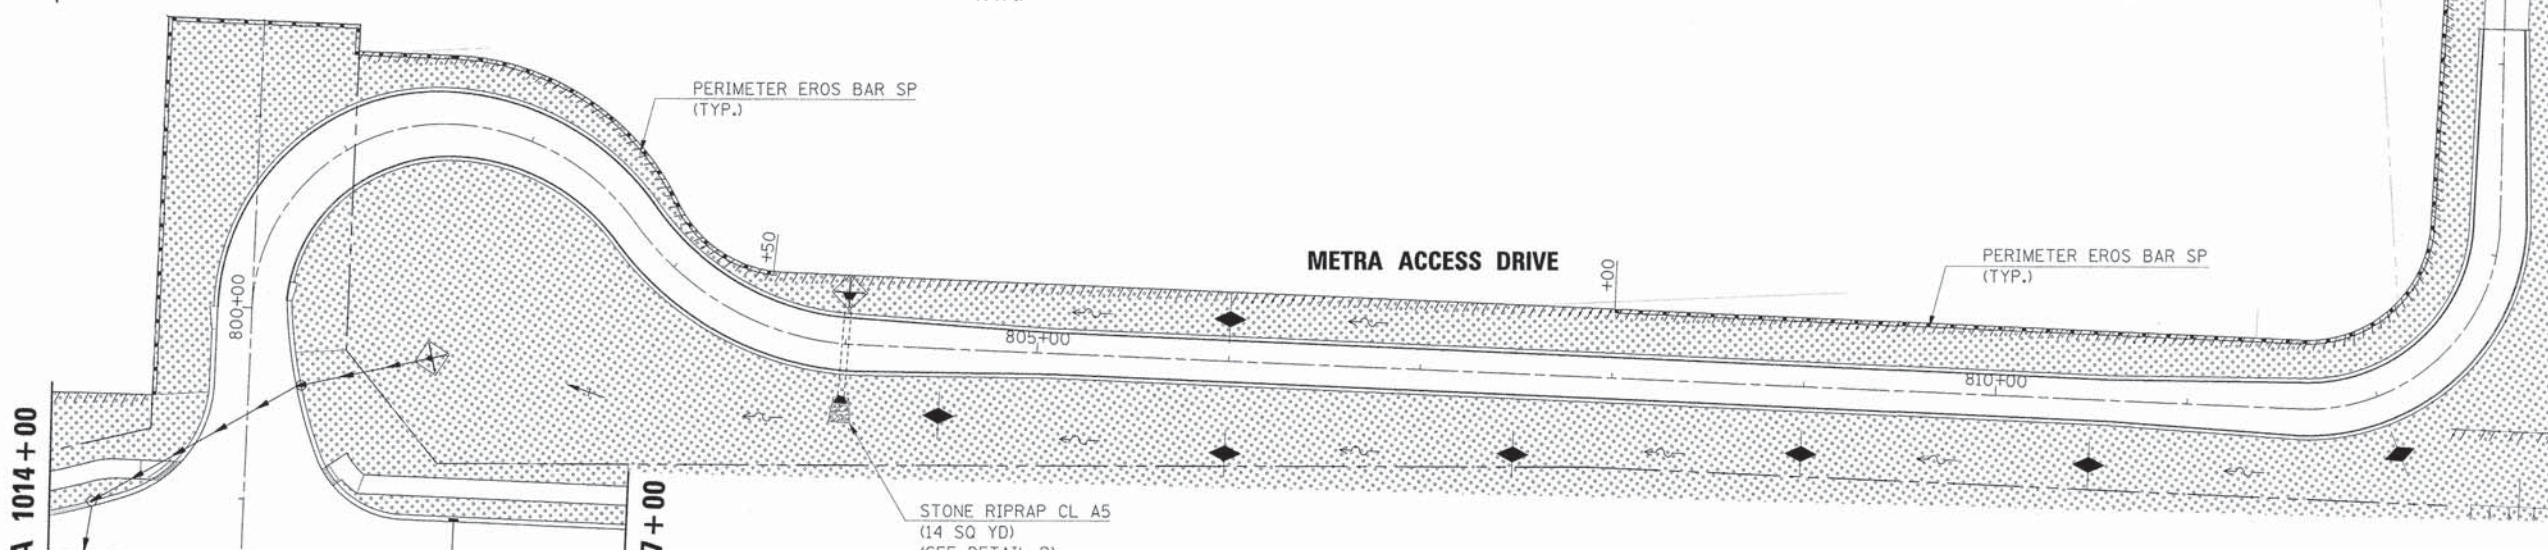 PERIMETER EROS BAR SP
(TYP.)
+50
METRA ACCESS DRIVE
+00
PERIMETER EROS BAR SP
(TYP.)
800+00
805+00
810+00
A 1014+00
7+00
STONE RIPRAP CL A5
(14 SQ YD)